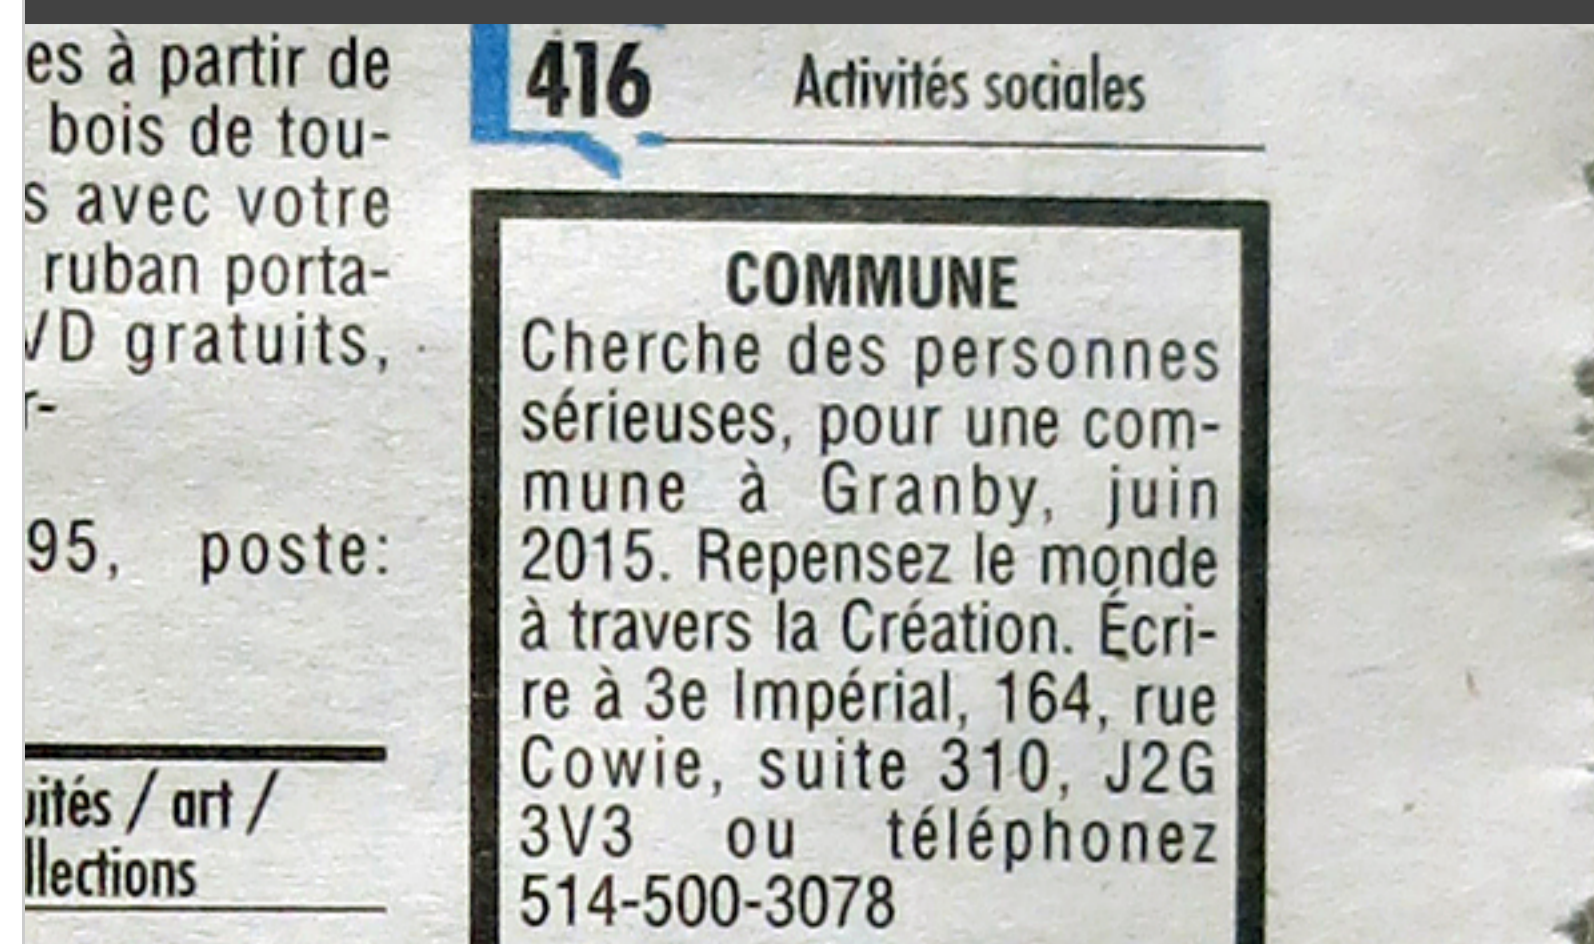 es à partir de
bois de tou-
s avec votre
ruban porta-
VD gratuits,
r-
95, poste:
uités / art /
llections
416 Activités sociales
COMMUNE
Cherche des personnes
sérieuses, pour une com-
mune à Granby, juin
2015. Repensez le monde
à travers la Création. Écri-
re à 3e Impérial, 164, rue
Cowie, suite 310, J2G
3V3 ou téléphonez
514-500-3078